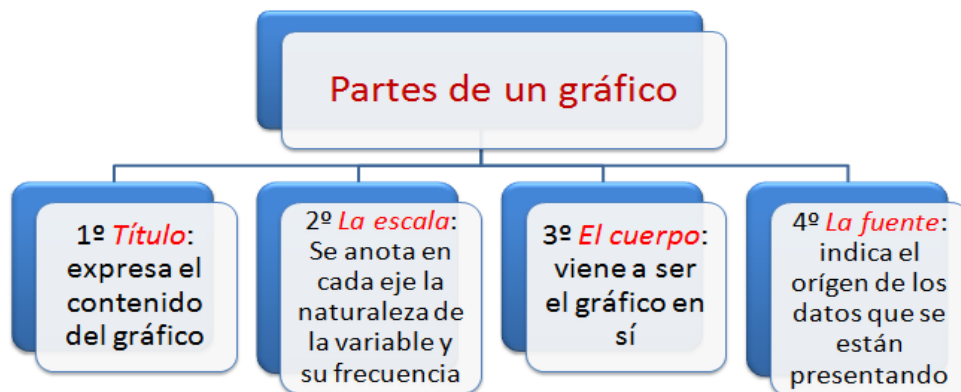 Partes de un gráfico
1º Título:
expresa el
contenido
del gráfico
2º La escala:
Se anota en
cada eje la
naturaleza de
la variable y
su frecuencia
3º El cuerpo:
viene a ser
el gráfico en
sí
4º La fuente:
indica el
orígen de los
datos que se
están
presentando